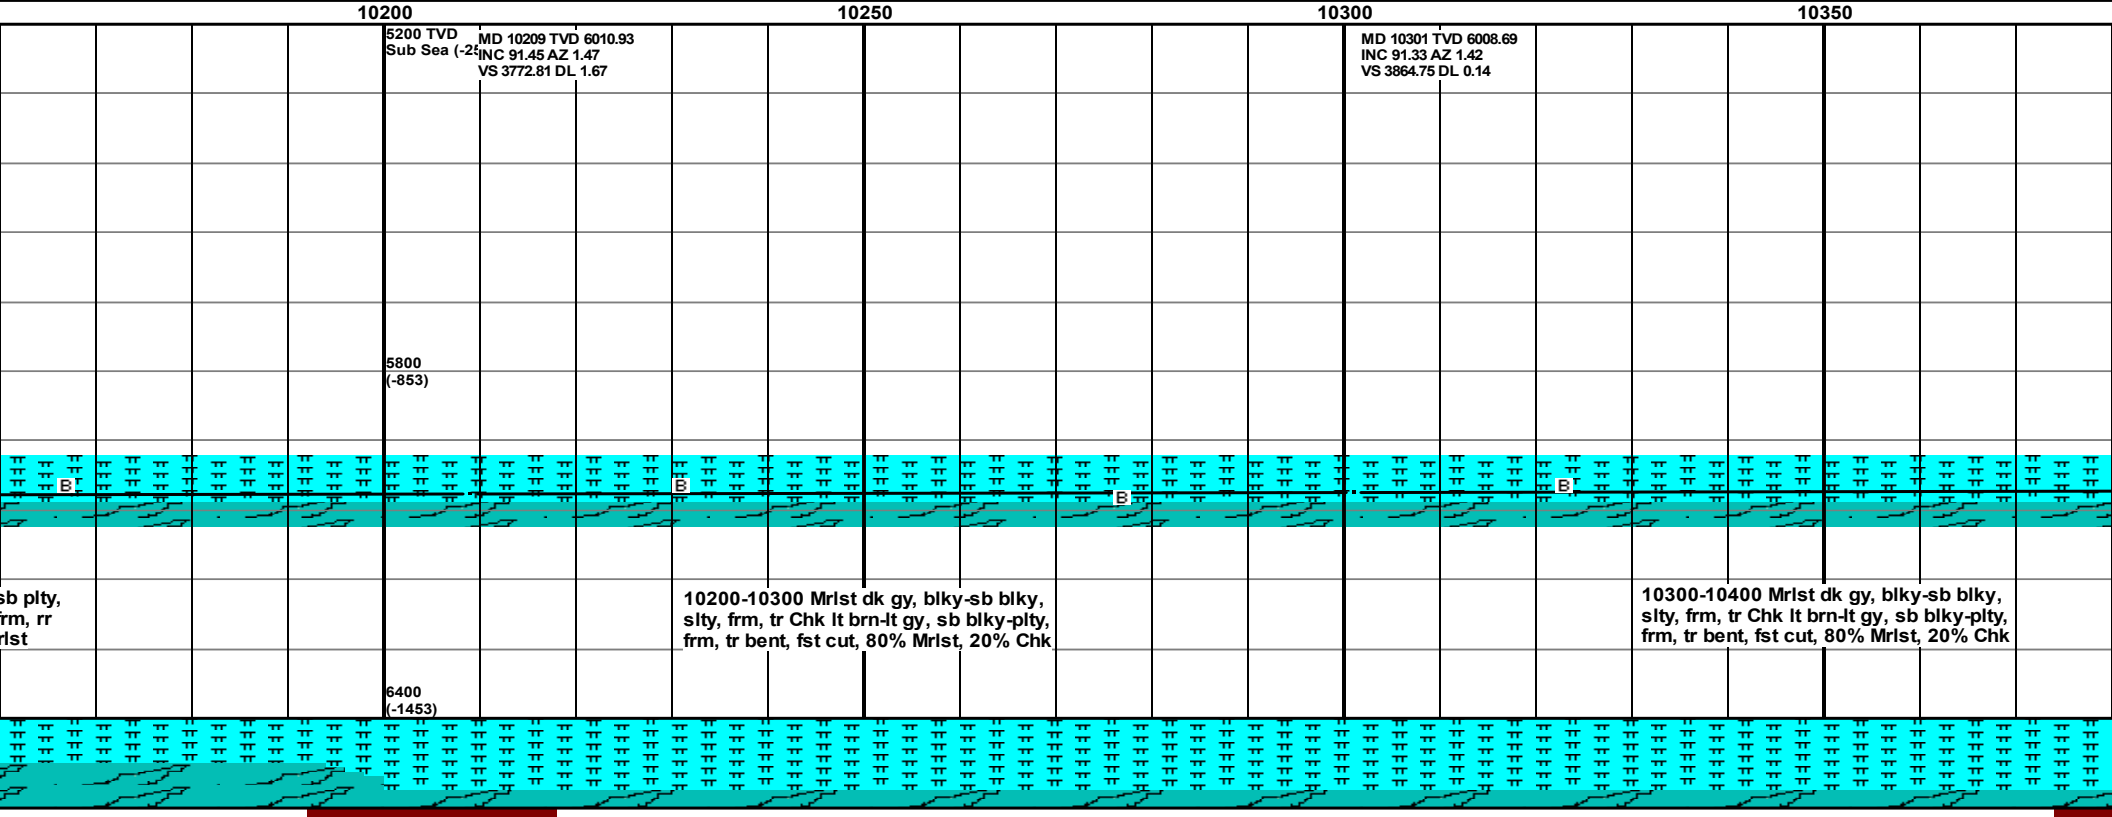 10200
10250
10300
10350
5200 TVD
Sub Sea (-25
MD 10209 TVD 6010.93
INC 91.45 AZ 1.47
VS 3772.81 DL 1.67
MD 10301 TVD 6008.69
INC 91.33 AZ 1.42
VS 3864.75 DL 0.14
5800
(-853)
B
B
B
B
sb plty,
frm, rr
rlst
10200-10300 Mrlst dk gy, blky-sb blky,
slty, frm, tr Chk lt brn-lt gy, sb blky-plty,
frm, tr bent, fst cut, 80% Mrlst, 20% Chk
10300-10400 Mrlst dk gy, blky-sb blky,
slty, frm, tr Chk lt brn-lt gy, sb blky-plty,
frm, tr bent, fst cut, 80% Mrlst, 20% Chk
6400
(-1453)